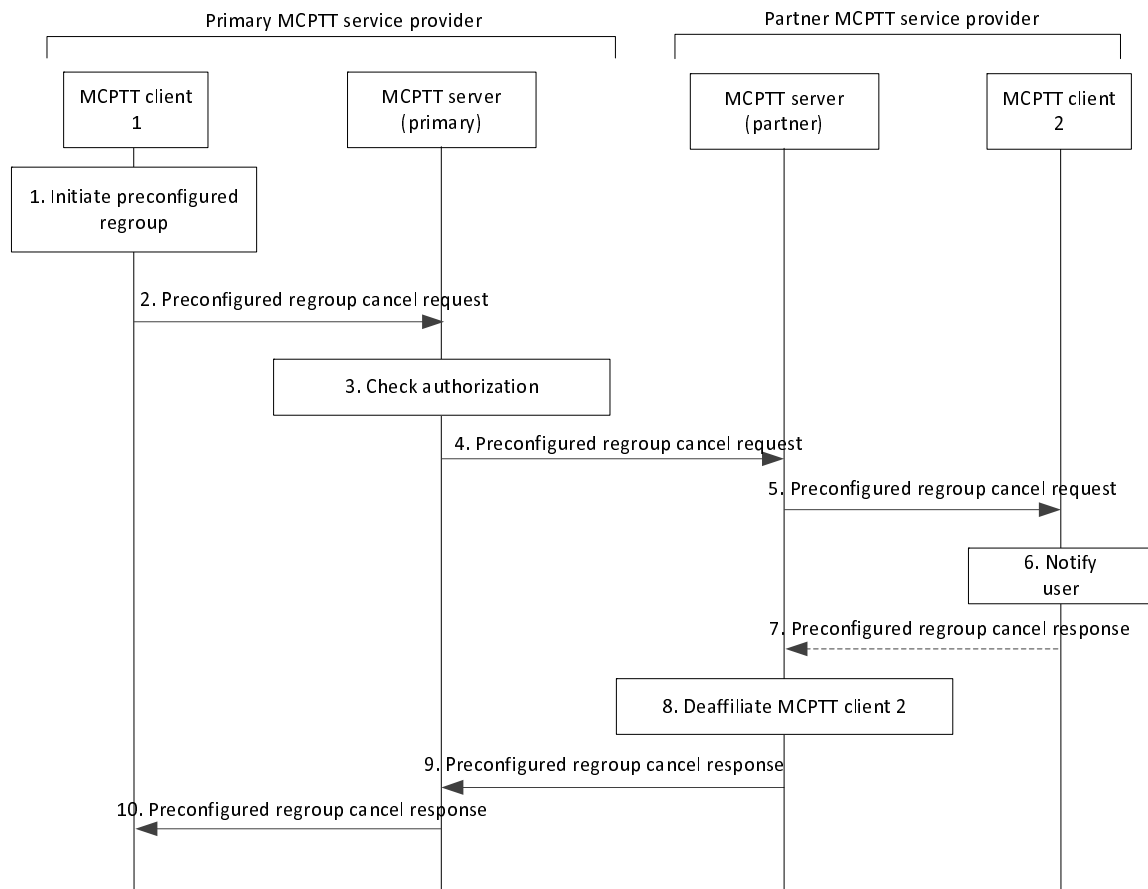 Primary MCPTT service provider
Partner MCPTT service provider
MCPTT client
1
MCPTT server
(primary)
MCPTT server
(partner)
MCPTT client
2
1. Initiate preconfigured
regroup
2. Preconfigured regroup cancel request
3. Check authorization
4. Preconfigured regroup cancel request
5. Preconfigured regroup cancel request
6. Notify
user
7. Preconfigured regroup cancel response
8. Deaffiliate MCPTT client 2
9. Preconfigured regroup cancel response
10. Preconfigured regroup cancel response